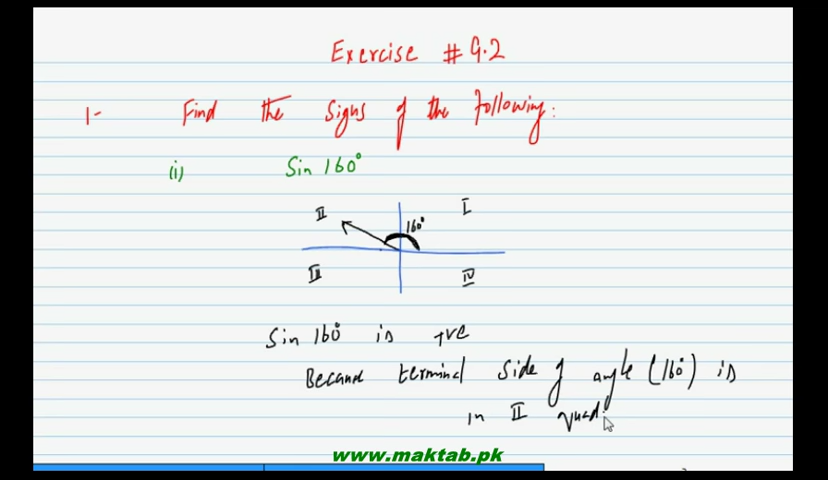 Exercise # 9.2
1- Find the Signs of the following:
(i) Sin 160°
II
I
160°
III
IV
Sin 160° is +ve
Because terminal side of angle (160°) is
in II quad.
www.maktab.pk